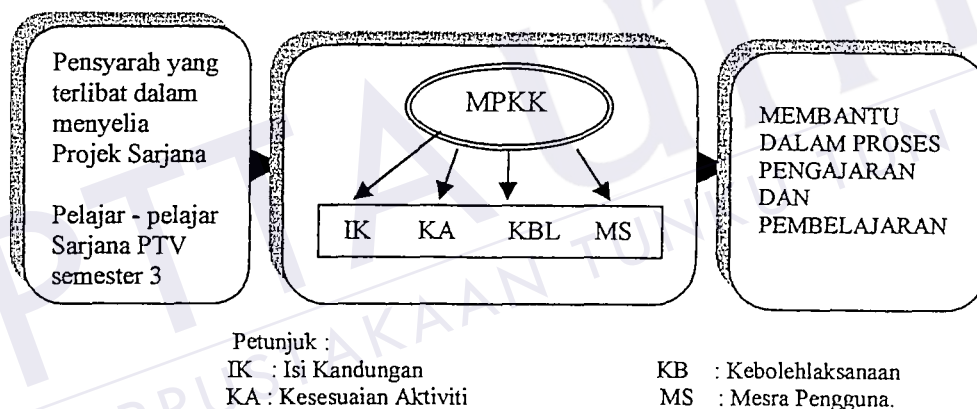 Pensyarah yang
terlibat dalam
menyelia
Projek Sarjana
Pelajar - pelajar
Sarjana PTV
semester 3
MPKK
IK KA KBL MS
MEMBANTU
DALAM PROSES
PENGAJARAN
DAN
PEMBELAJARAN
Petunjuk :
IK : Isi Kandungan
KB : Kebolehlaksanaan
KA : Kesesuaian Aktiviti
MS : Mesra Pengguna.